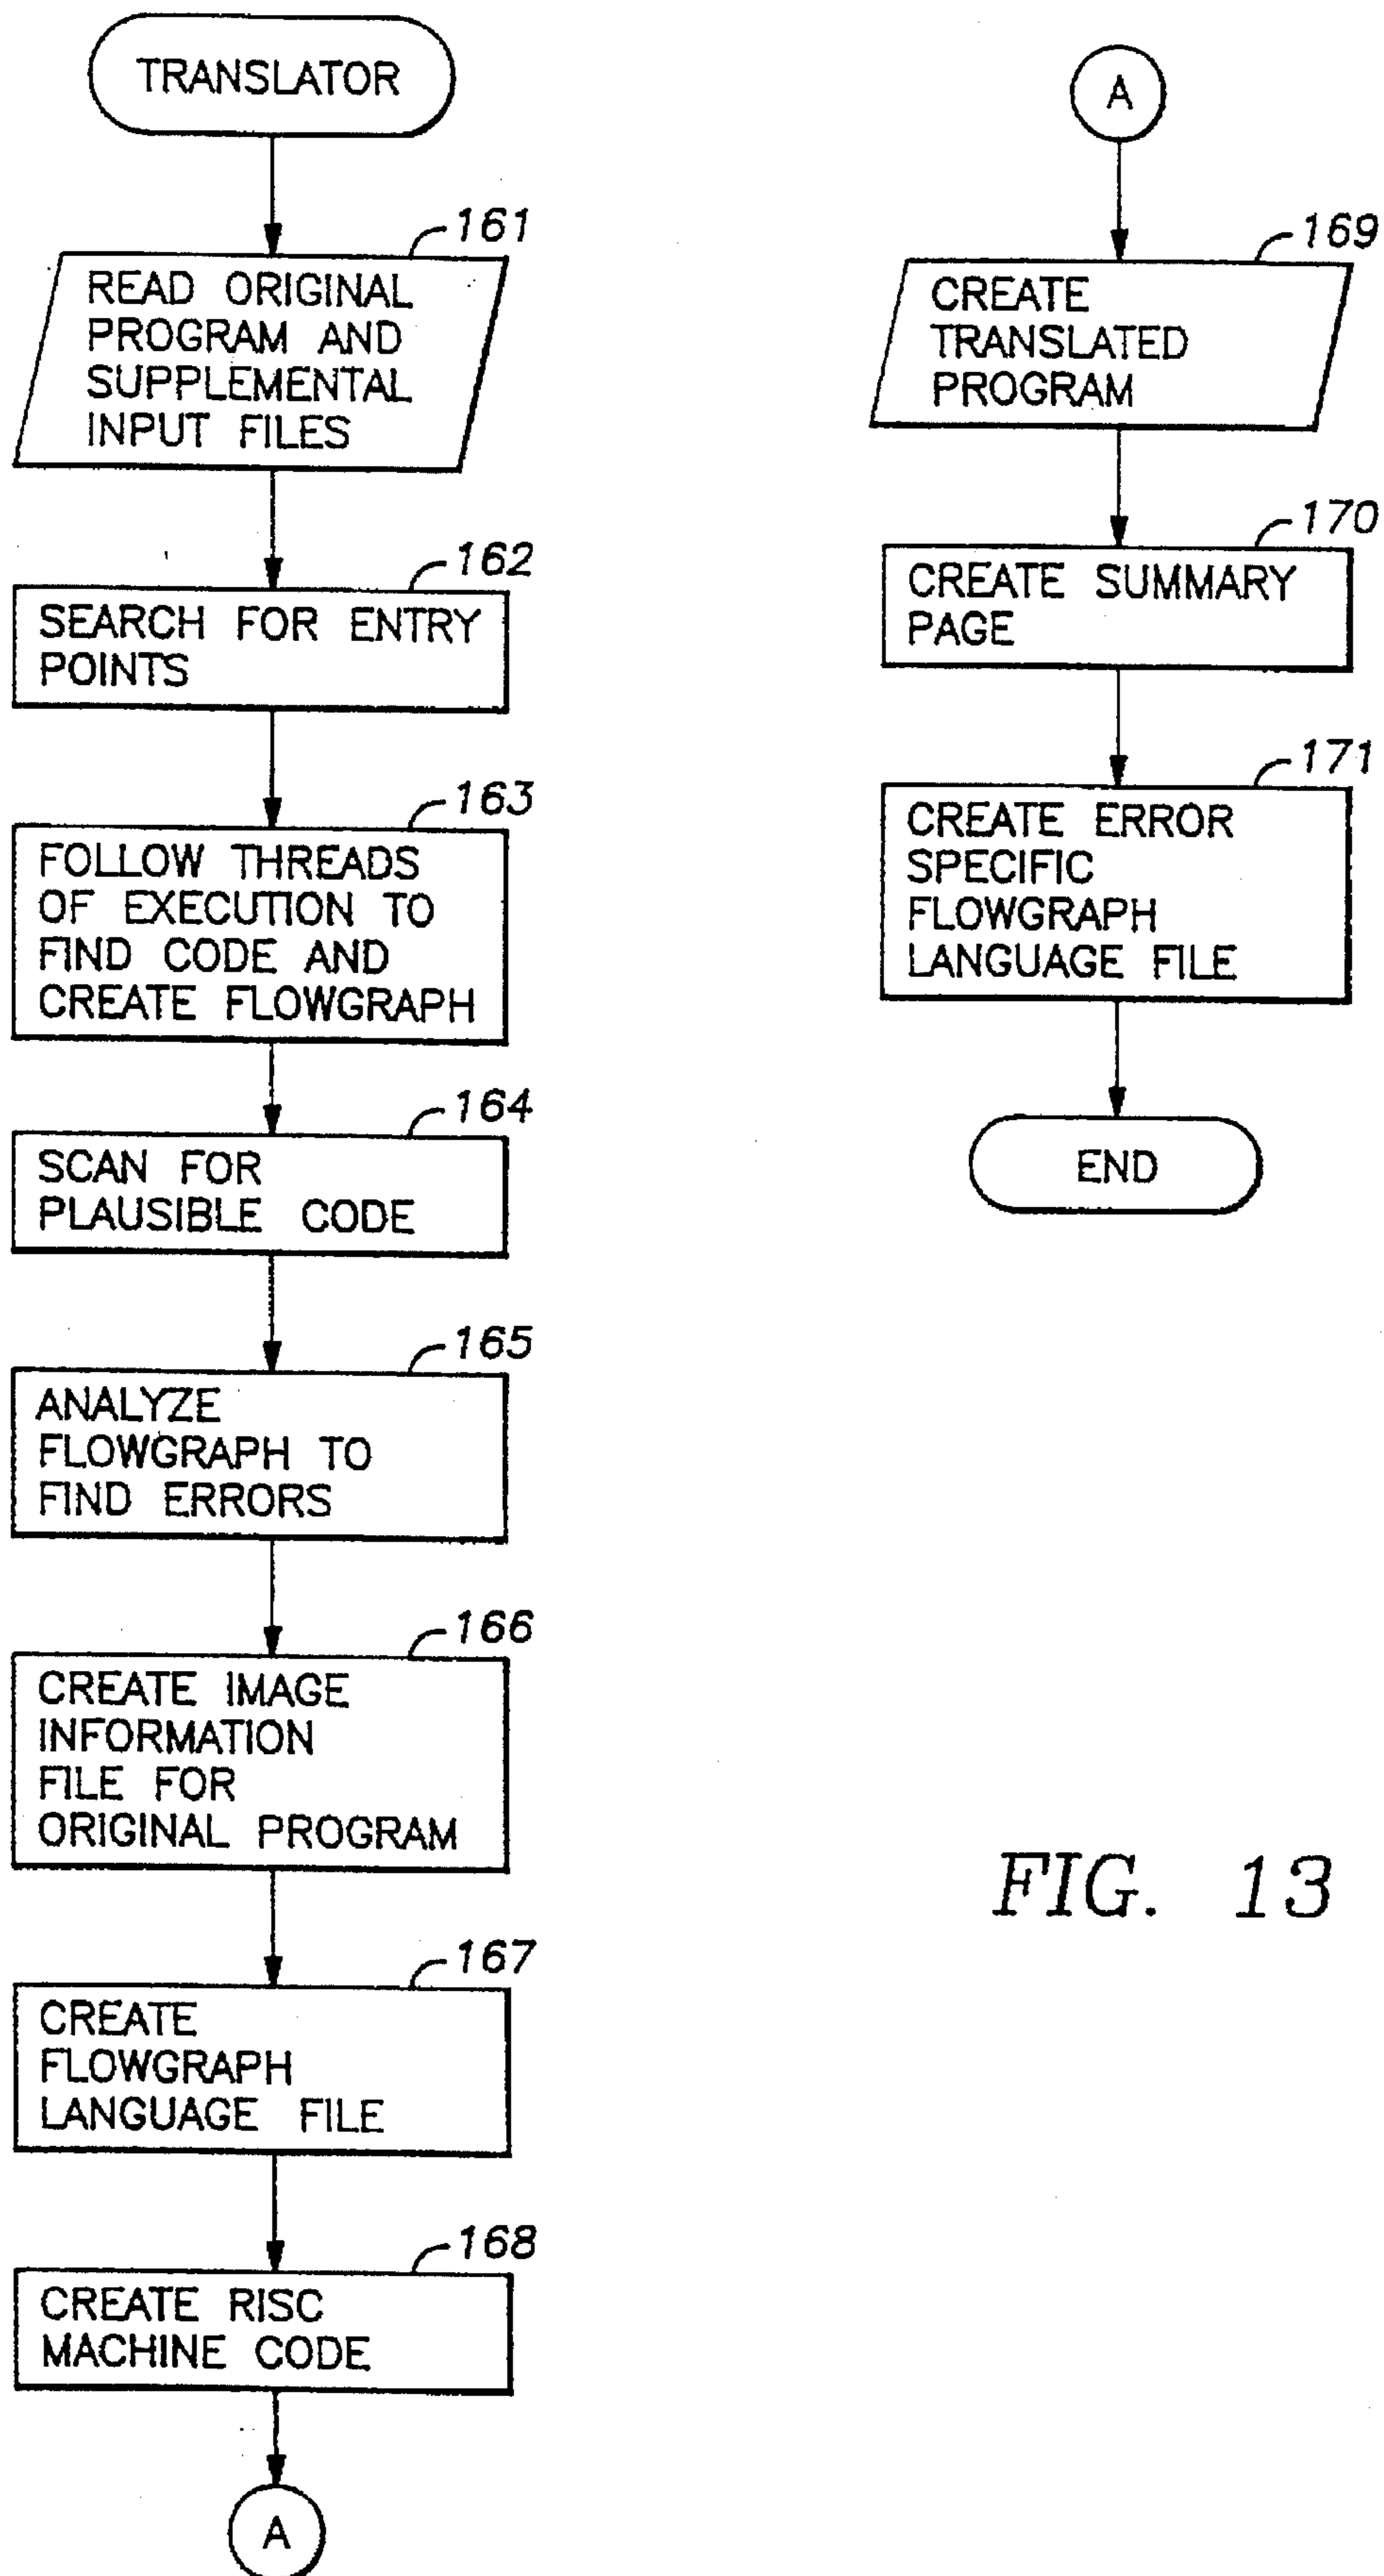 TRANSLATOR
161
READ ORIGINAL
PROGRAM AND
SUPPLEMENTAL
INPUT FILES
162
SEARCH FOR ENTRY
POINTS
163
FOLLOW THREADS
OF EXECUTION TO
FIND CODE AND
CREATE FLOWGRAPH
164
SCAN FOR
PLAUSIBLE CODE
165
ANALYZE
FLOWGRAPH TO
FIND ERRORS
166
CREATE IMAGE
INFORMATION
FILE FOR
ORIGINAL PROGRAM
167
CREATE
FLOWGRAPH
LANGUAGE FILE
168
CREATE RISC
MACHINE CODE
A
A
169
CREATE
TRANSLATED
PROGRAM
170
CREATE SUMMARY
PAGE
171
CREATE ERROR
SPECIFIC
FLOWGRAPH
LANGUAGE FILE
END
FIG. 13